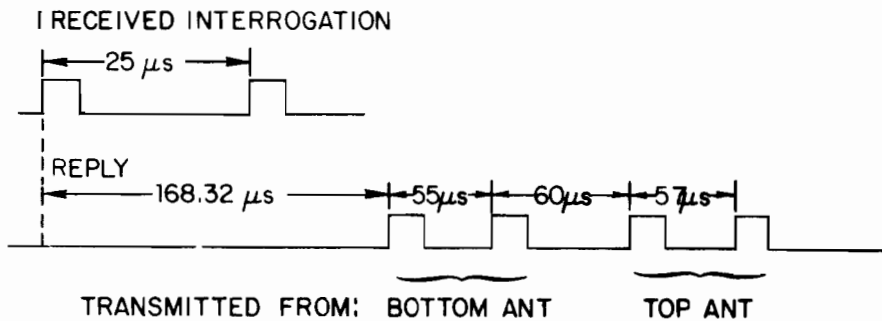 I RECEIVED INTERROGATION
25 µs
REPLY
168.32 µs 55µs 60µs 57µs
TRANSMITTED FROM: BOTTOM ANT TOP ANT